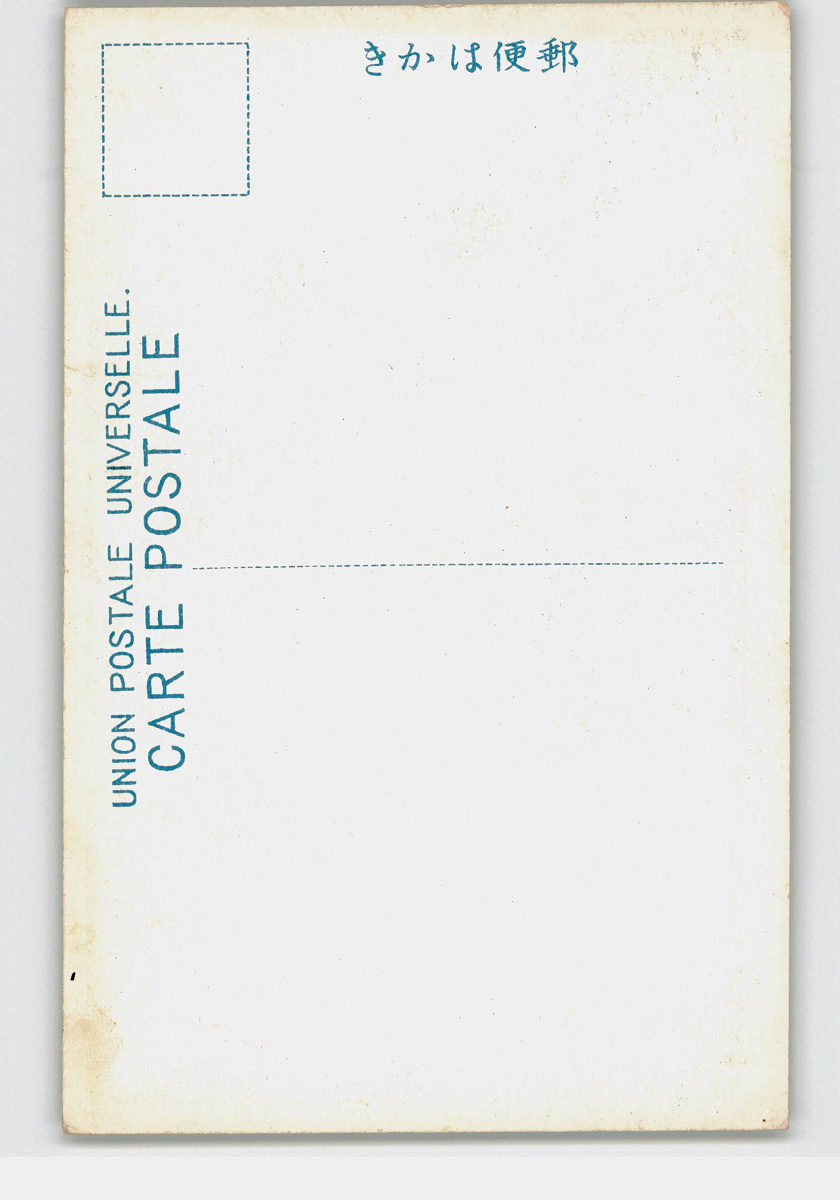 郵便はかき
UNION POSTALE UNIVERSELLE.
CARTE POSTALE